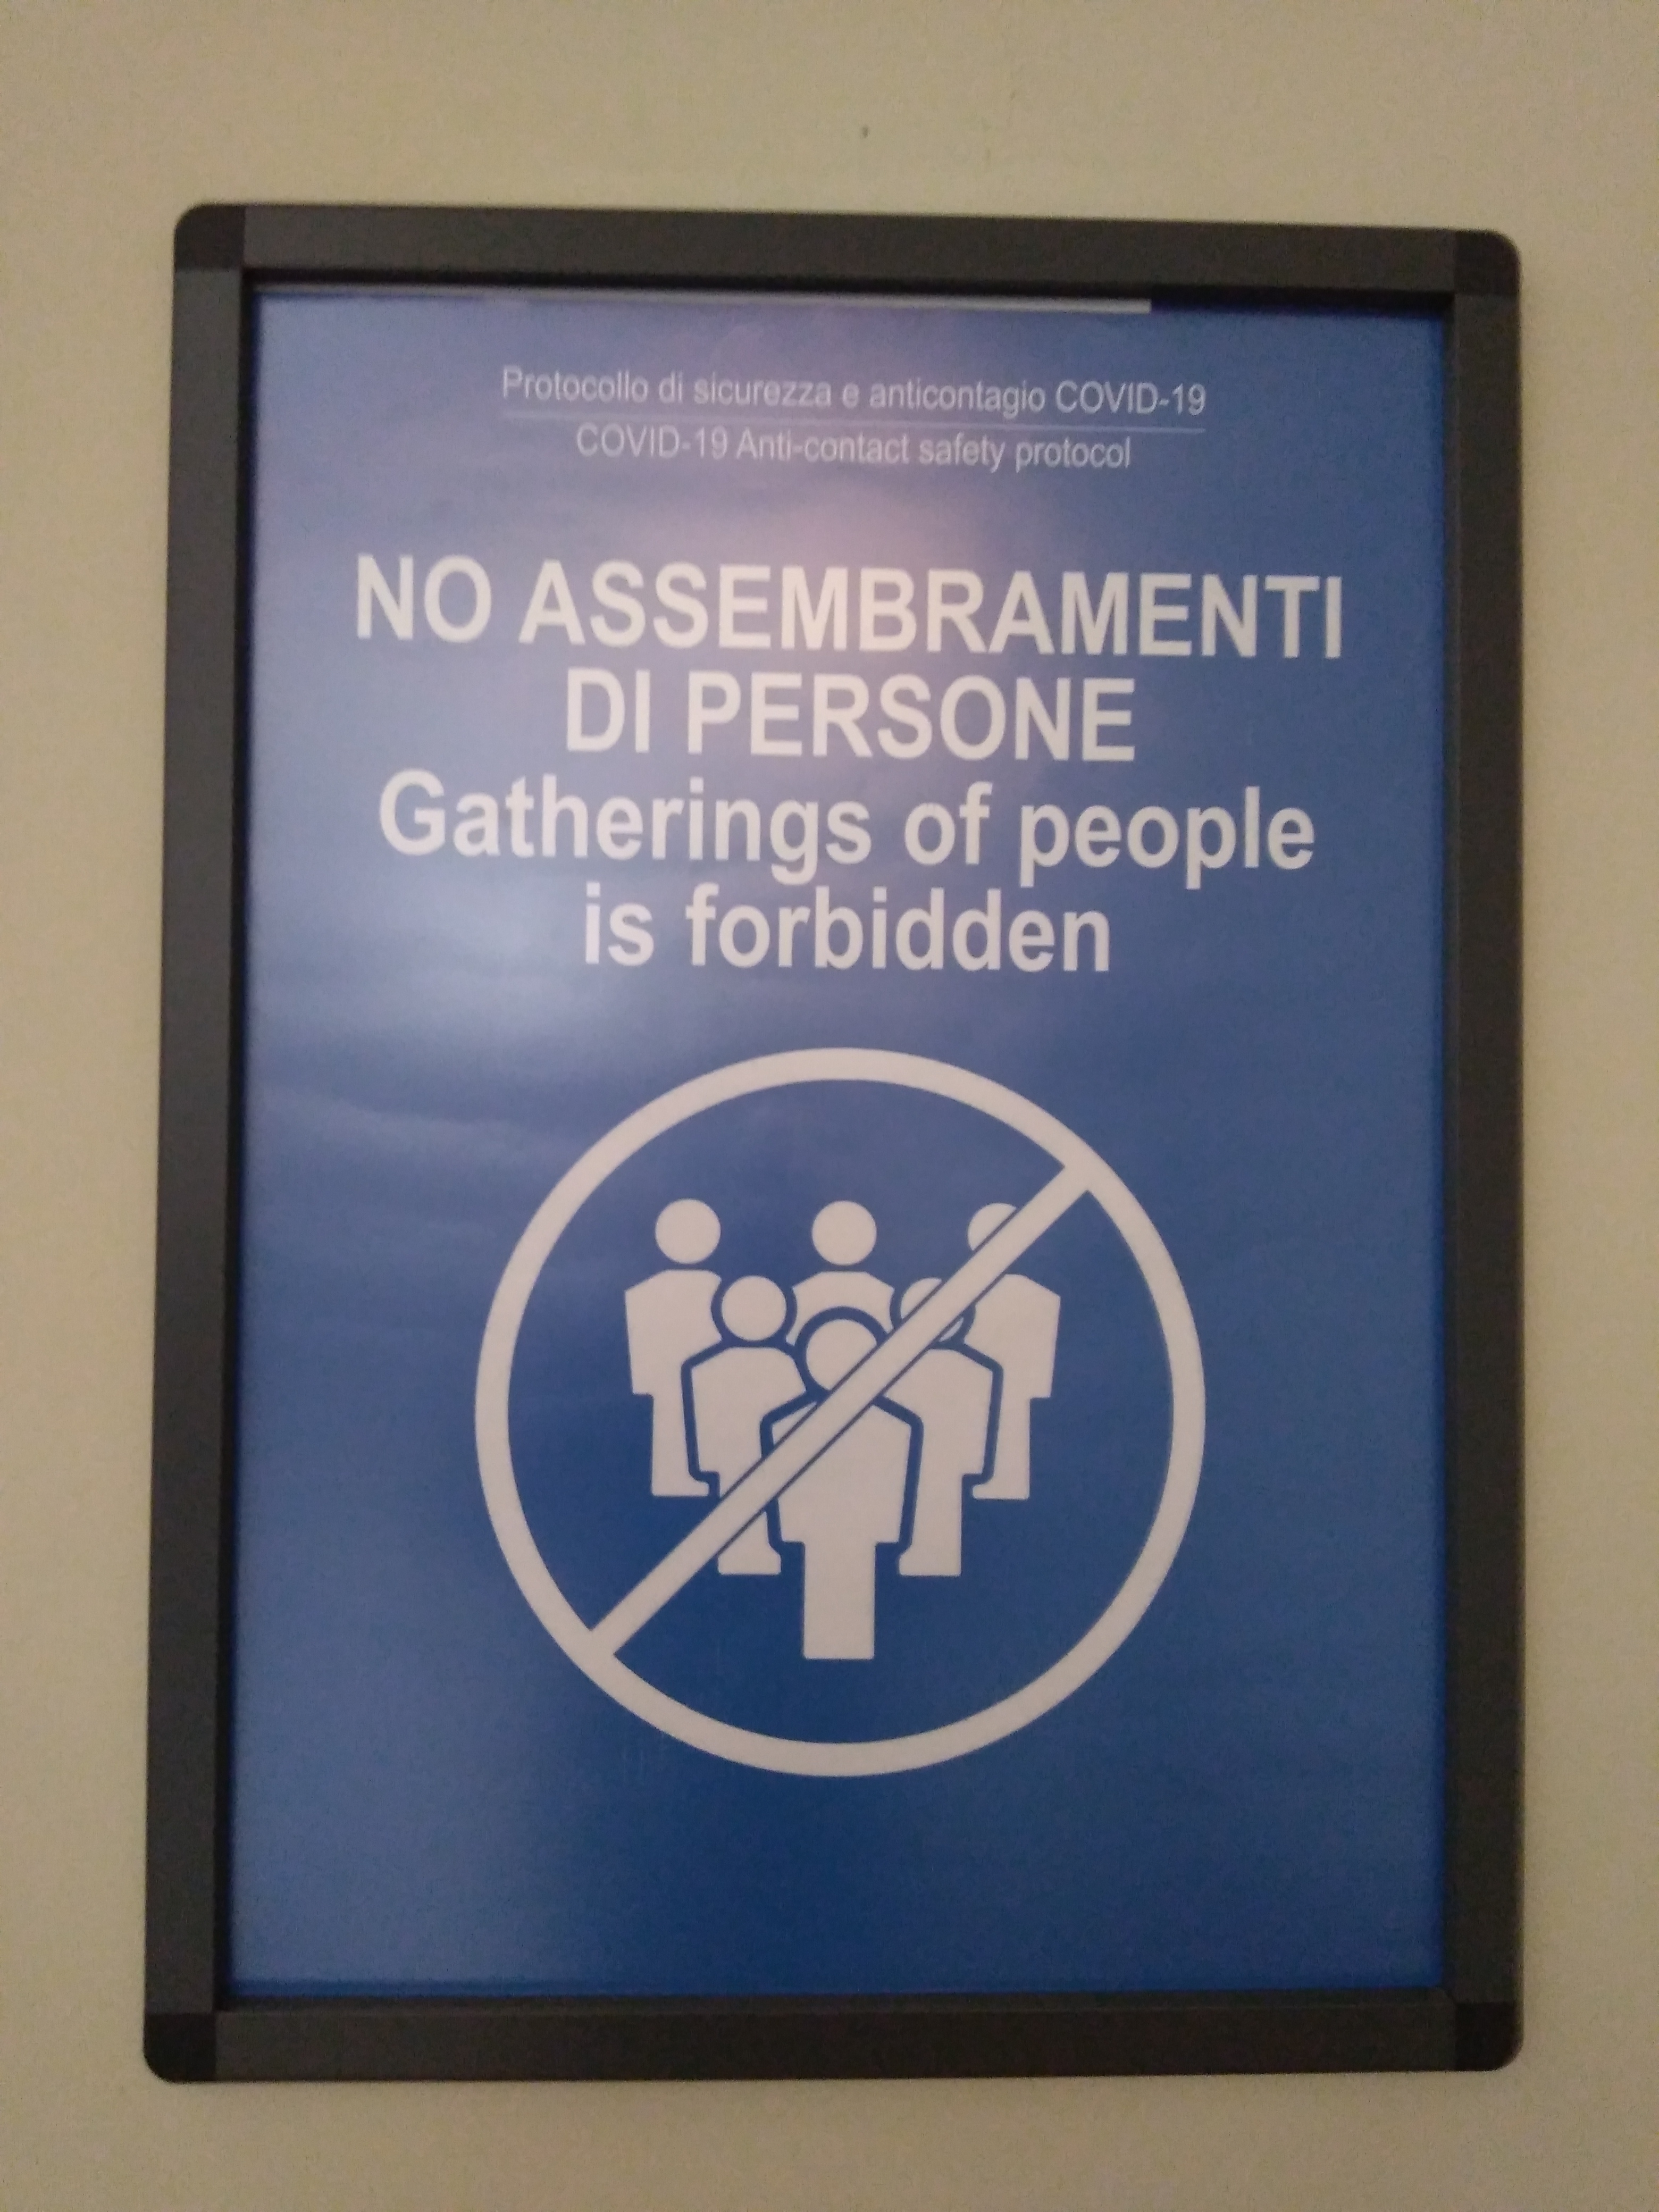 Protocollo di sicurezza e anticontagio COVID-19
COVID-19 Anti-contact safety protocol
NO ASSEMBRAMENTI
DI PERSONE
Gatherings of people
is forbidden